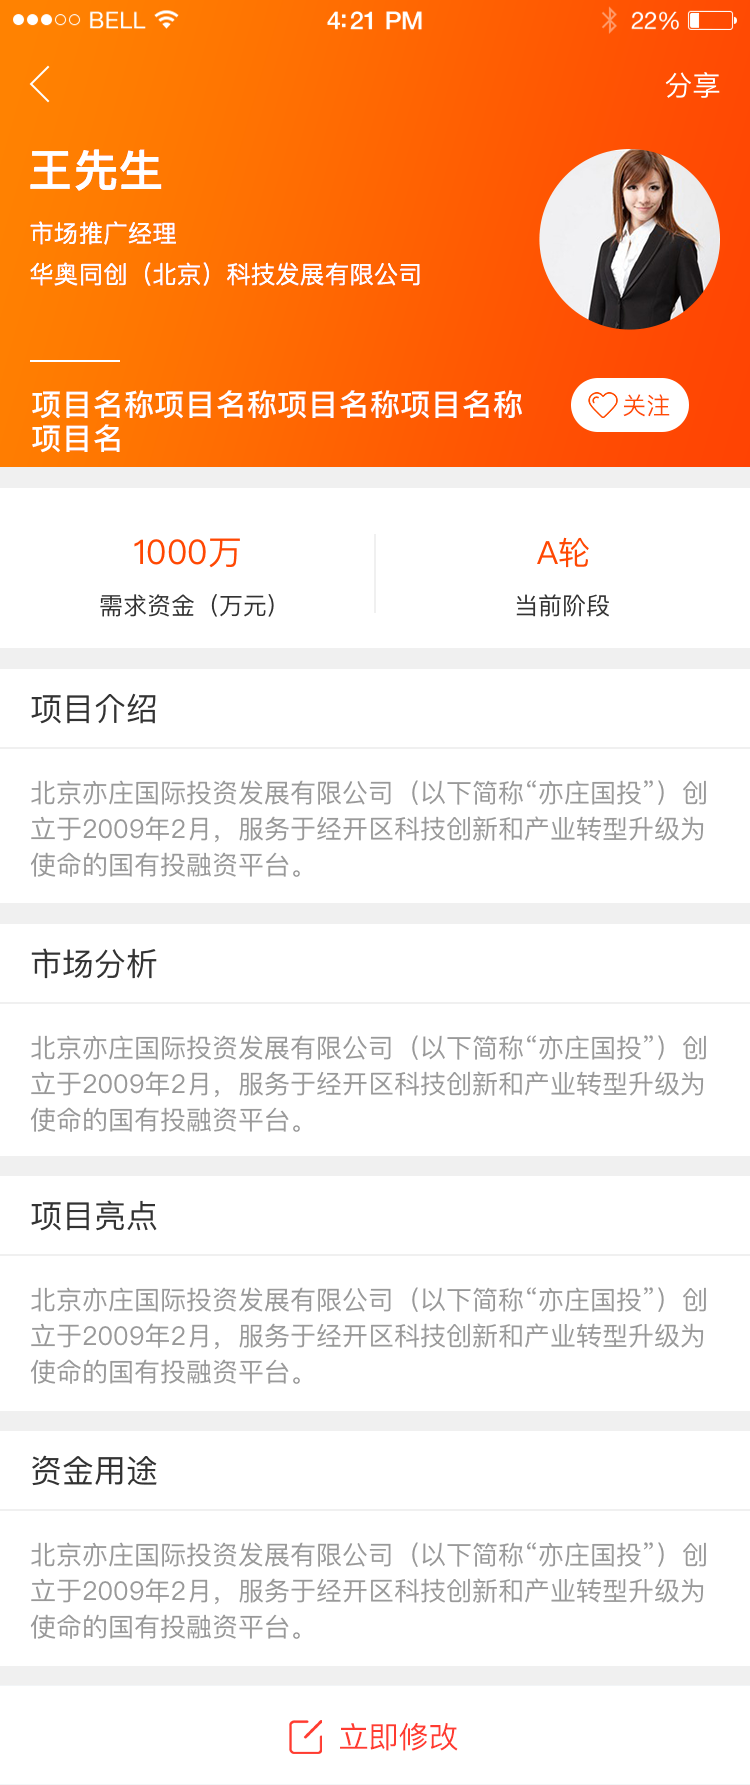 BELL 4:21 PM 22%
分享
王先生
市场推广经理
华奥同创（北京）科技发展有限公司
项目名称项目名称项目名称项目名称
项目名
关注
1000万 A轮
需求资金（万元） 当前阶段
项目介绍
北京亦庄国际投资发展有限公司（以下简称“亦庄国投”）创
立于2009年2月，服务于经开区科技创新和产业转型升级为
使命的国有投融资平台。
市场分析
北京亦庄国际投资发展有限公司（以下简称“亦庄国投”）创
立于2009年2月，服务于经开区科技创新和产业转型升级为
使命的国有投融资平台。
项目亮点
北京亦庄国际投资发展有限公司（以下简称“亦庄国投”）创
立于2009年2月，服务于经开区科技创新和产业转型升级为
使命的国有投融资平台。
资金用途
北京亦庄国际投资发展有限公司（以下简称“亦庄国投”）创
立于2009年2月，服务于经开区科技创新和产业转型升级为
使命的国有投融资平台。
立即修改